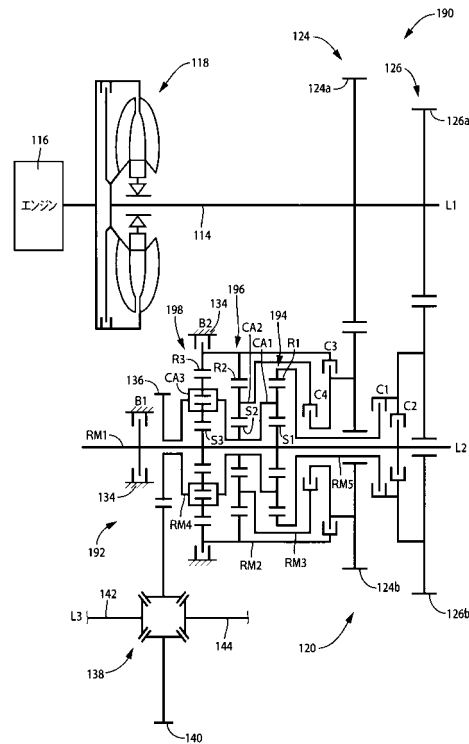 190
124
118
124a
126
126a
116
エンジン
L1
114
134
B2
196
198
CA2
194
CA1
R1
C3
R3
R2
CA3
136
C4
C1
B1
S2
C2
RM1
S3
S1
L2
134
RM4
RM5
192
RM2
RM3
124b
L3
142
144
120
126b
138
140